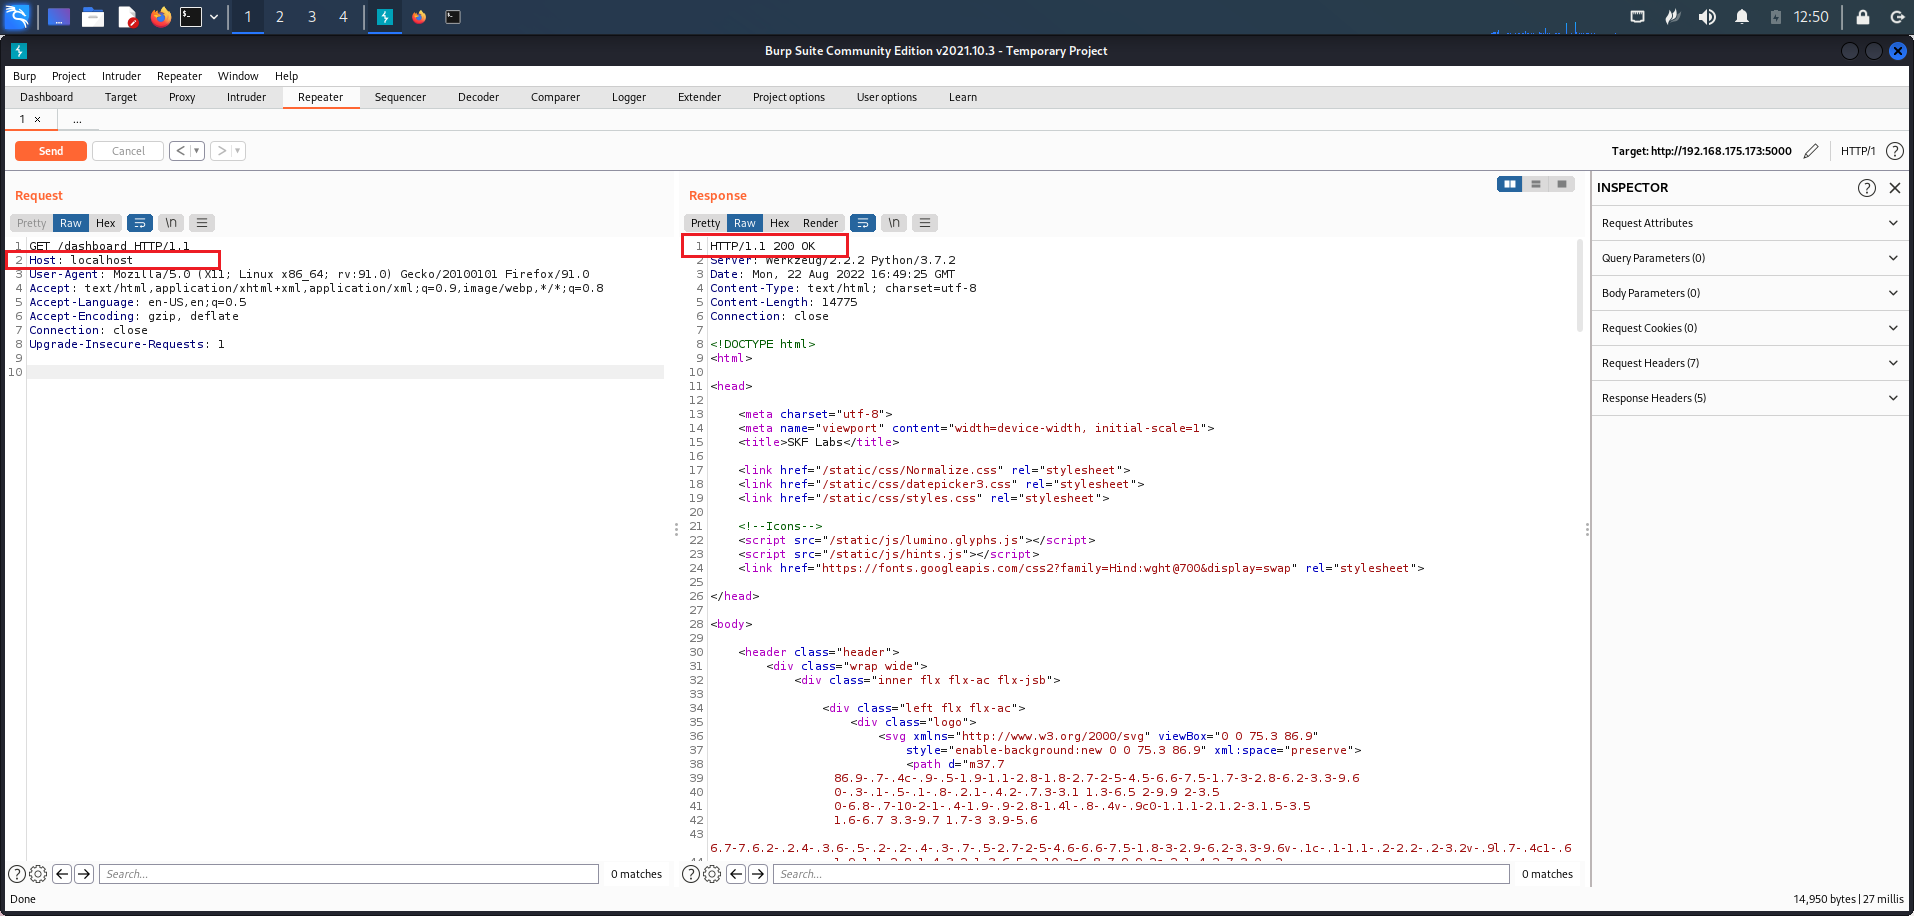 1 2 3 4 12:50
Burp Suite Community Edition v2021.10.3 - Temporary Project
Burp Project Intruder Repeater Window Help
Dashboard Target Proxy Intruder Repeater Sequencer Decoder Comparer Logger Extender Project options User options Learn
1 × ...
Send Cancel < > Target: http://192.168.175.173:5000 HTTP/1 ?
Request
Pretty Raw Hex \n
1 GET /dashboard HTTP/1.1
2 Host: localhost
3 User-Agent: Mozilla/5.0 (X11; Linux x86_64; rv:91.0) Gecko/20100101 Firefox/91.0
4 Accept: text/html,application/xhtml+xml,application/xml;q=0.9,image/webp,*/*;q=0.8
5 Accept-Language: en-US,en;q=0.5
6 Accept-Encoding: gzip, deflate
7 Connection: close
8 Upgrade-Insecure-Requests: 1
9
10
Search... 0 matches
Response
Pretty Raw Hex Render \n
1 HTTP/1.1 200 OK
2 Server: Werkzeug/2.2.2 Python/3.7.2
3 Date: Mon, 22 Aug 2022 16:49:25 GMT
4 Content-Type: text/html; charset=utf-8
5 Content-Length: 14775
6 Connection: close
7
8 <!DOCTYPE html>
9 <html>
10
11 <head>
12
13 <meta charset="utf-8">
14 <meta name="viewport" content="width=device-width, initial-scale=1">
15 <title>SKF Labs</title>
16
17 <link href="/static/css/Normalize.css" rel="stylesheet">
18 <link href="/static/css/datepicker3.css" rel="stylesheet">
19 <link href="/static/css/styles.css" rel="stylesheet">
20
21 <!--Icons-->
22 <script src="/static/js/lumino.glyphs.js"></script>
23 <script src="/static/js/hints.js"></script>
24 <link href="https://fonts.googleapis.com/css2?family=Hind:wght@700&display=swap" rel="stylesheet">
25
26 </head>
27
28 <body>
29
30 <header class="header">
31 <div class="wrap wide">
32 <div class="inner flx flx-ac flx-jsb">
33
34 <div class="left flx flx-ac">
35 <div class="logo">
36 <svg xmlns="http://www.w3.org/2000/svg" viewBox="0 0 75.3 86.9"
37 style="enable-background:new 0 0 75.3 86.9" xml:space="preserve">
38 <path d="m37.7
39 86.9-.7-.4c-.9-.5-1.9-1.1-2.8-1.8-2.7-2-5-4.5-6.6-7.5-1.7-3-2.8-6.2-3.3-9.6
40 0-.3-.1-.5-.1-.8-.2.1-.4.2-.7.3-3.1 1.3-6.5 2-9.9 2-3.5
41 0-6.8-.7-10-2-1-.4-1.9-.9-2.8-1.4l-.8-.4v-.9c0-1.1.1-2.1.2-3.1.5-3.5
42 1.6-6.7 3.3-9.7 1.7-3 3.9-5.6
43
6.7-7.6.2-.2.4-.3.6-.5-.2-.2-.4-.3-.7-.5-2.7-2-5-4.6-6.6-7.5-1.8-3-2.9-6.2-3.3-9.6v-.1c-.1-1.1-.2-2.2-.2-3.2v-.9l.7-.4c1-.6
Search... 0 matches
INSPECTOR
Request Attributes
Query Parameters (0)
Body Parameters (0)
Request Cookies (0)
Request Headers (7)
Response Headers (5)
Done 14,950 bytes | 27 millis